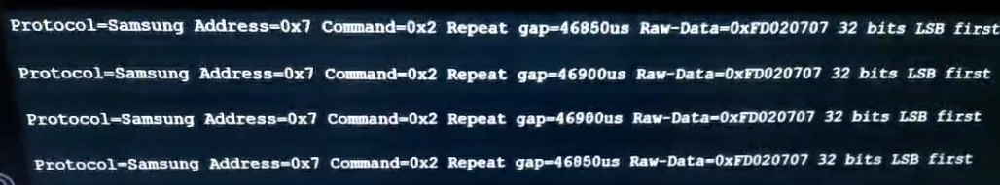 Protocol=Samsung Address=0x7 Command=0x2 Repeat gap=46850us Raw-Data=0xFD020707 32 bits LSB first
Protocol=Samsung Address=0x7 Command=0x2 Repeat gap=46900us Raw-Data=0xFD020707 32 bits LSB first
Protocol=Samsung Address=0x7 Command=0x2 Repeat gap=46900us Raw-Data=0xFD020707 32 bits LSB first
Protocol=Samsung Address=0x7 Command=0x2 Repeat gap=46850us Raw-Data=0xFD020707 32 bits LSB first